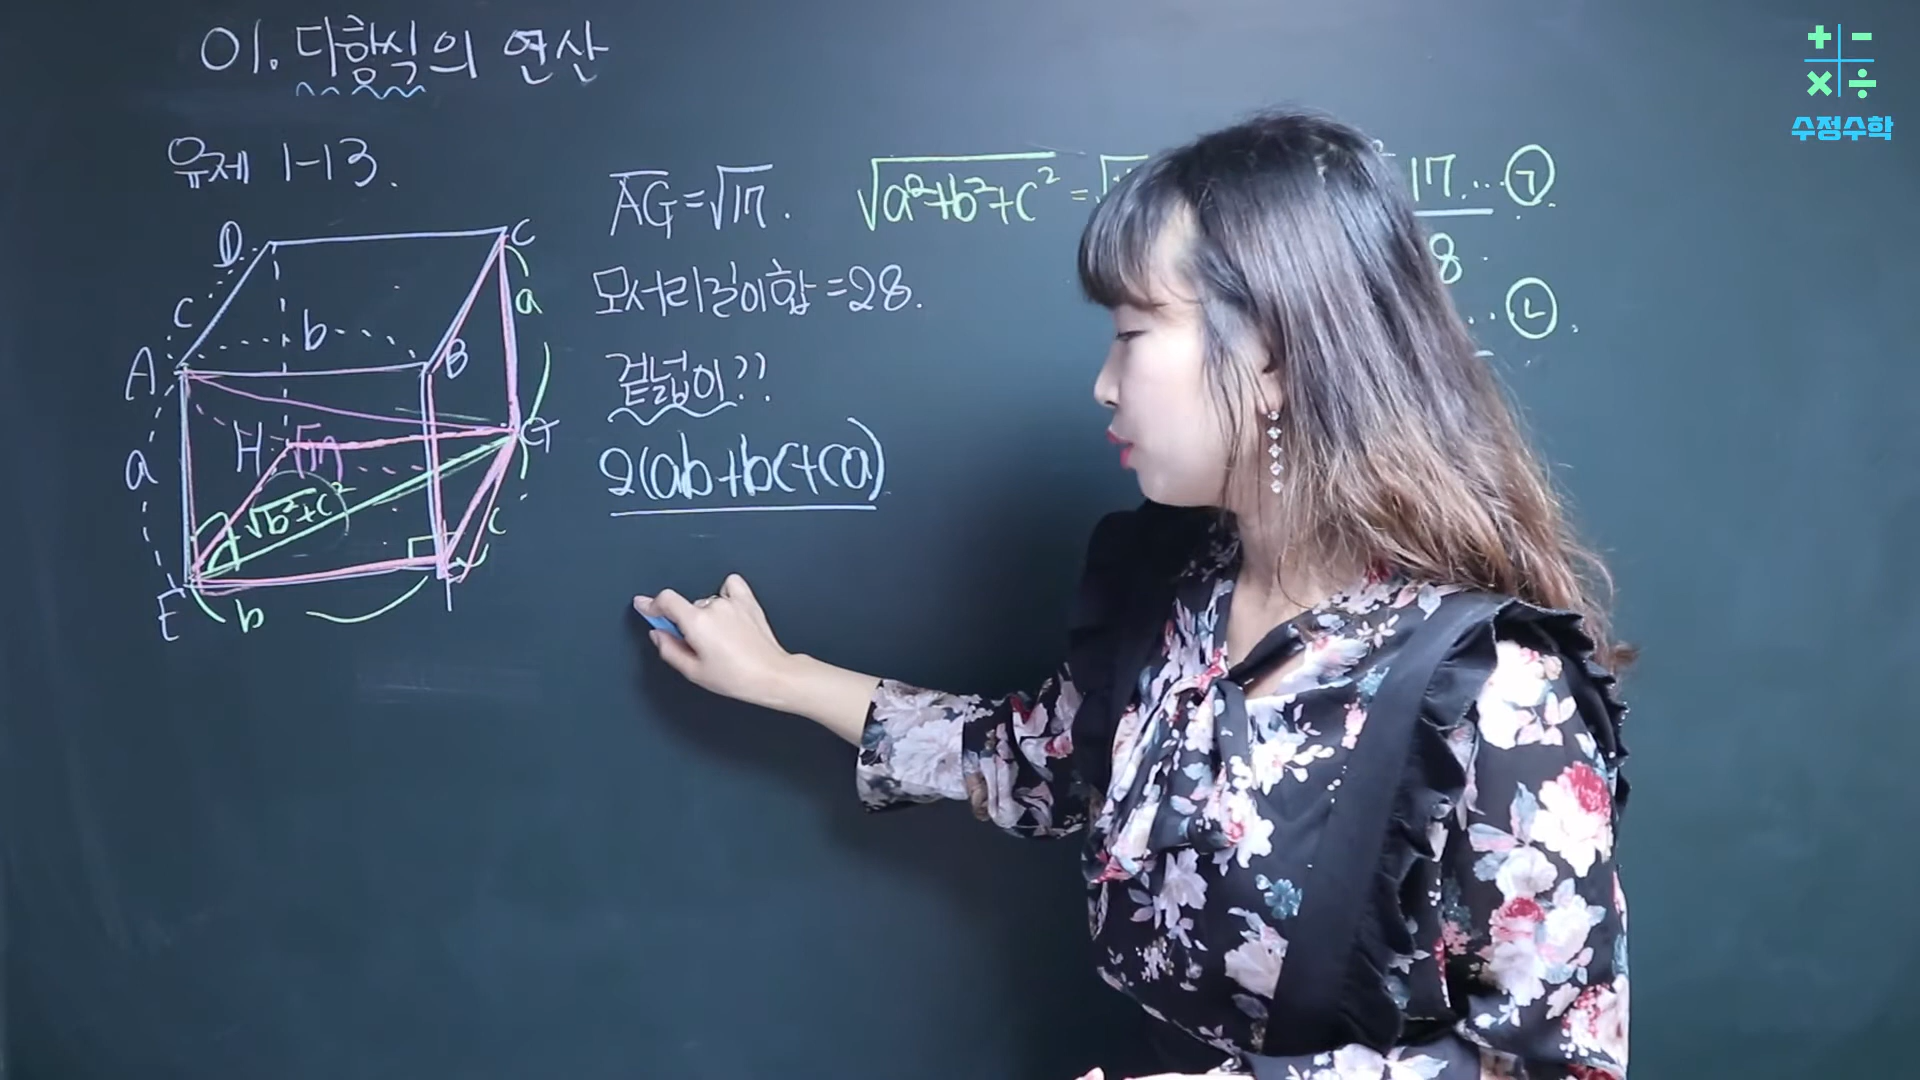 01. 다항식의 연산
유제 1-13.
AG=√17.
모서리길이합=28.
겉넓이??
2(ab+bc+ca)
√a²+b²+c² =
17...㉠
8.
...㉡.
D
C
c
b
a
A
B
H
√17
G
a
√b²+c²
c
E
b
수정수학